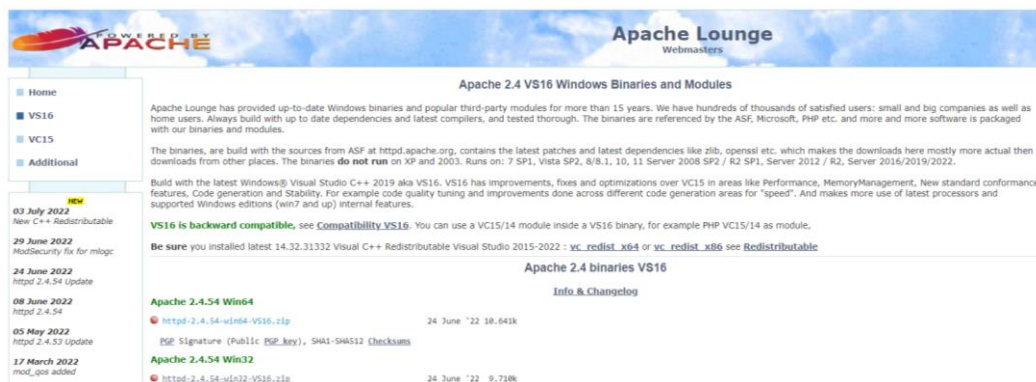 POWERED BY
APACHE
Apache Lounge
Webmasters
Home
VS16
VC15
Additional
NEW
03 July 2022
New C++ Redistributable
29 June 2022
ModSecurity fix for mlogc
24 June 2022
httpd 2.4.54 Update
08 June 2022
httpd 2.4.54
05 May 2022
httpd 2.4.53 Update
17 March 2022
mod_qos added
Apache 2.4 VS16 Windows Binaries and Modules
Apache Lounge has provided up-to-date Windows binaries and popular third-party modules for more than 15 years. We have hundreds of thousands of satisfied users: small and big companies as well as
home users. Always build with up to date dependencies and latest compilers, and tested thorough. The binaries are referenced by the ASF, Microsoft, PHP etc. and more and more software is packaged
with our binaries and modules.
The binaries, are build with the sources from ASF at httpd.apache.org, contains the latest patches and latest dependencies like zlib, openssl etc. which makes the downloads here mostly more actual then
downloads from other places. The binaries do not run on XP and 2003. Runs on: 7 SP1, Vista SP2, 8/8.1, 10, 11 Server 2008 SP2 / R2 SP1, Server 2012 / R2, Server 2016/2019/2022.
Build with the latest Windows® Visual Studio C++ 2019 aka VS16. VS16 has improvements, fixes and optimizations over VC15 in areas like Performance, MemoryManagement, New standard conformance
features, Code generation and Stability. For example code quality tuning and improvements done across different code generation areas for "speed". And makes more use of latest processors and
supported Windows editions (win7 and up) internal features.
VS16 is backward compatible, see Compatibility VS16. You can use a VC15/14 module inside a VS16 binary, for example PHP VC15/14 as module,
Be sure you installed latest 14.32.31332 Visual C++ Redistributable Visual Studio 2015-2022 : vc_redist_x64 or vc_redist_x86 see Redistributable
Apache 2.4 binaries VS16
Info & Changelog
Apache 2.4.54 Win64
httpd-2.4.54-win64-VS16.zip 24 June '22 10.641k
PGP Signature (Public PGP key), SHA1-SHA512 Checksums
Apache 2.4.54 Win32
httpd-2.4.54-win32-VS16.zip 24 June '22 9.710k